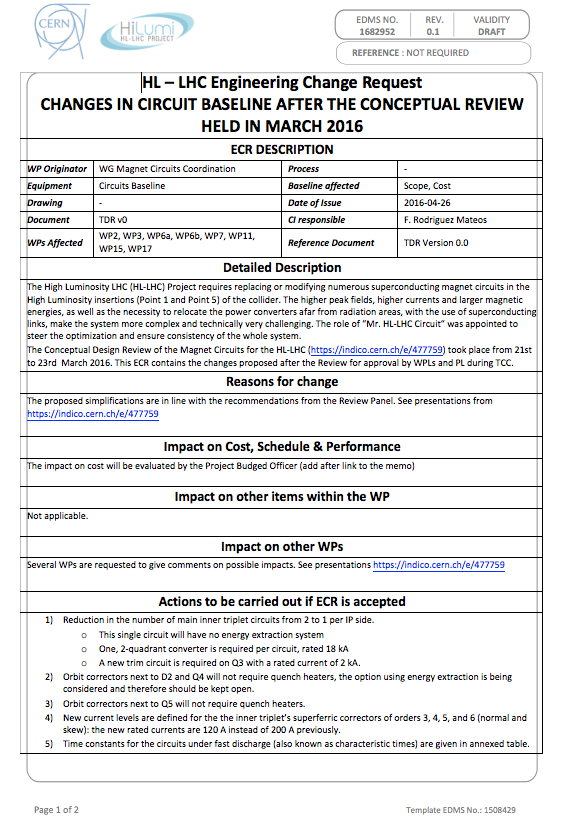 CERN
HiLumi
HL-LHC PROJECT
EDMS NO. REV. VALIDITY
1682952 0.1 DRAFT
REFERENCE : NOT REQUIRED
HL – LHC Engineering Change Request
CHANGES IN CIRCUIT BASELINE AFTER THE CONCEPTUAL REVIEW
HELD IN MARCH 2016
ECR DESCRIPTION
WP Originator WG Magnet Circuits Coordination Process -
Equipment Circuits Baseline Baseline affected Scope, Cost
Drawing - Date of Issue 2016-04-26
Document TDR v0 CI responsible F. Rodriguez Mateos
WPs Affected WP2, WP3, WP6a, WP6b, WP7, WP11, Reference Document TDR Version 0.0
WP15, WP17
Detailed Description
The High Luminosity LHC (HL-LHC) Project requires replacing or modifying numerous superconducting magnet circuits in the
High Luminosity insertions (Point 1 and Point 5) of the collider. The higher peak fields, higher currents and larger magnetic
energies, as well as the necessity to relocate the power converters afar from radiation areas, with the use of superconducting
links, make the system more complex and technically very challenging. The role of "Mr. HL-LHC Circuit" was appointed to
steer the optimization and ensure consistency of the whole system.
The Conceptual Design Review of the Magnet Circuits for the HL-LHC (https://indico.cern.ch/e/477759) took place from 21st
to 23rd March 2016. This ECR contains the changes proposed after the Review for approval by WPLs and PL during TCC.
Reasons for change
The proposed simplifications are in line with the recommendations from the Review Panel. See presentations from
https://indico.cern.ch/e/477759
Impact on Cost, Schedule & Performance
The impact on cost will be evaluated by the Project Budged Officer (add after link to the memo)
Impact on other items within the WP
Not applicable.
Impact on other WPs
Several WPs are requested to give comments on possible impacts. See presentations https://indico.cern.ch/e/477759
Actions to be carried out if ECR is accepted
1) Reduction in the number of main inner triplet circuits from 2 to 1 per IP side.
o This single circuit will have no energy extraction system
o One, 2-quadrant converter is required per circuit, rated 18 kA
o A new trim circuit is required on Q3 with a rated current of 2 kA.
2) Orbit correctors next to D2 and Q4 will not require quench heaters, the option using energy extraction is being
considered and therefore should be kept open.
3) Orbit correctors next to Q5 will not require quench heaters.
4) New current levels are defined for the the inner triplet's superferric correctors of orders 3, 4, 5, and 6 (normal and
skew): the new rated currents are 120 A instead of 200 A previously.
5) Time constants for the circuits under fast discharge (also known as characteristic times) are given in annexed table.
Page 1 of 2 Template EDMS No.: 1508429